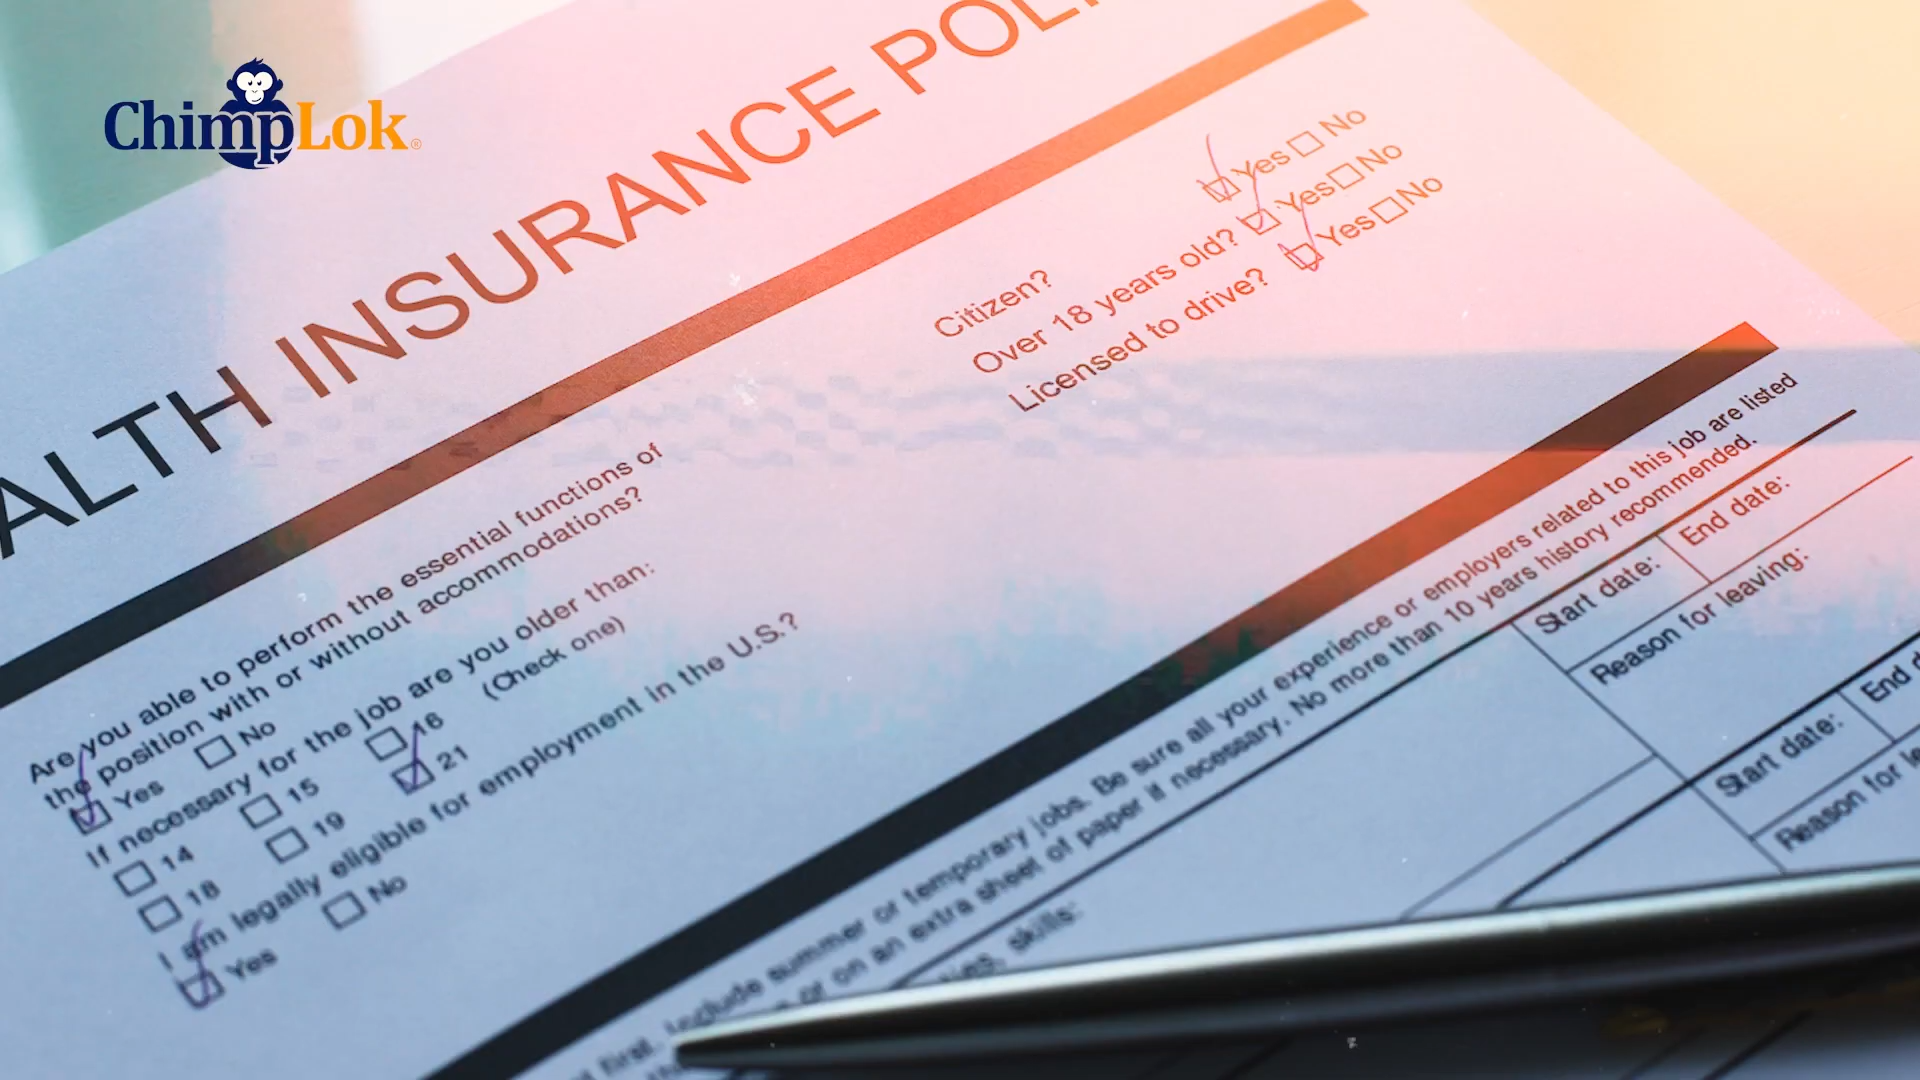 ChimpLok®
ALTH INSURANCE POLI
Citizen? Yes No
Over 18 years old? Yes No
Licensed to drive? Yes No
Are you able to perform the essential functions of
the position with or without accommodations?
Yes No
If necessary for the job are you older than:
(Check one)
14 15 16
18 19 21
I am legally eligible for employment in the U.S.?
Yes No
first. Include summer or temporary jobs. Be sure all your experience or employers related to this job are listed
or on an extra sheet of paper if necessary. No more than 10 years history recommended.
skills:
Start date: End date:
Reason for leaving:
Start date: End d
Reason for le